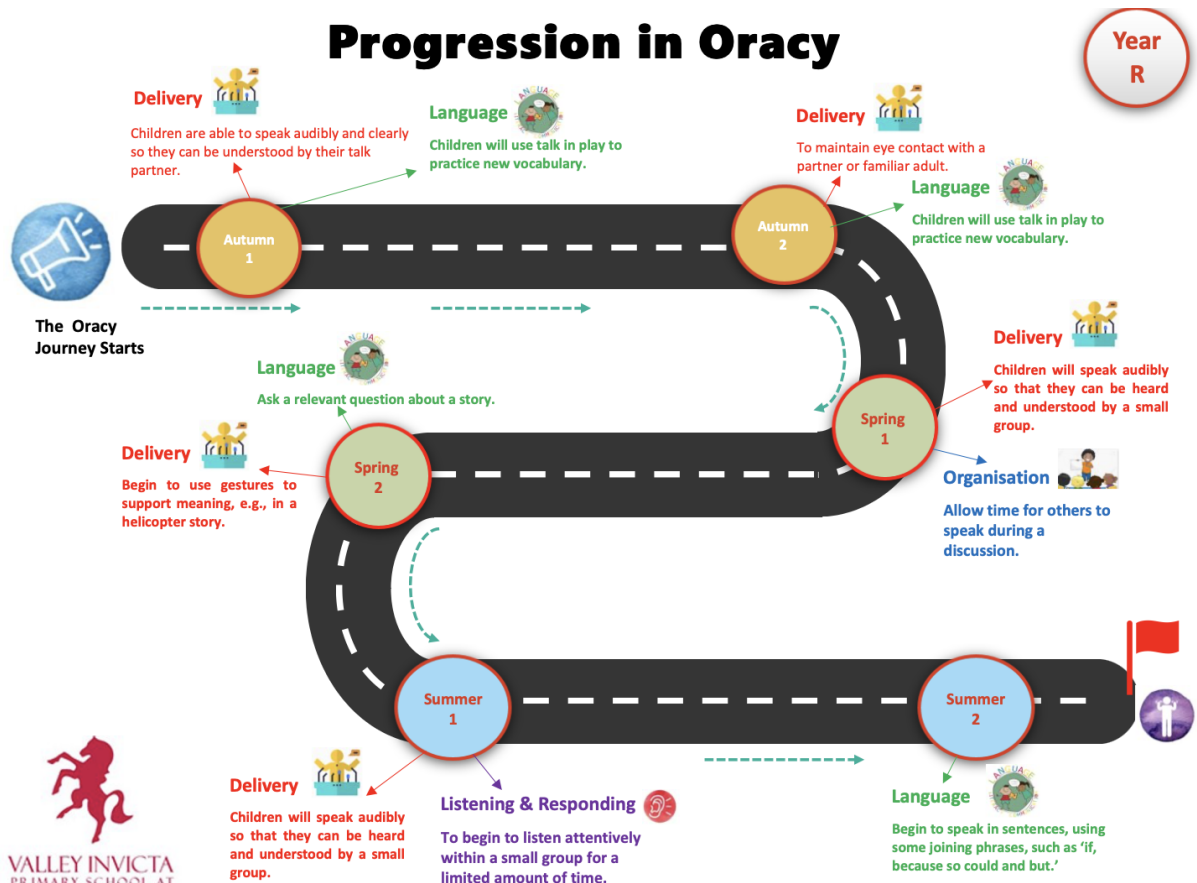 Progression in Oracy
Year
R
Delivery
Children are able to speak audibly and clearly
so they can be understood by their talk
partner.
Language
LANGUAGE
Children will use talk in play to
practice new vocabulary.
Delivery
To maintain eye contact with a
partner or familiar adult.
Language
LANGUAGE
Children will use talk in play to
practice new vocabulary.
Autumn
1
Autumn
2
The Oracy
Journey Starts
Delivery
Children will speak audibly
so that they can be heard
and understood by a small
group.
Spring
1
Organisation
Allow time for others to
speak during a
discussion.
Language
LANGUAGE
Ask a relevant question about a story.
Delivery
Begin to use gestures to
support meaning, e.g., in a
helicopter story.
Spring
2
Summer
1
Delivery
Children will speak audibly
so that they can be heard
and understood by a small
group.
Listening & Responding
To begin to listen attentively
within a small group for a
limited amount of time.
Summer
2
Language
LANGUAGE
Begin to speak in sentences, using
some joining phrases, such as ‘if,
because so could and but.’
VALLEY INVICTA
PRIMARY SCHOOL AT